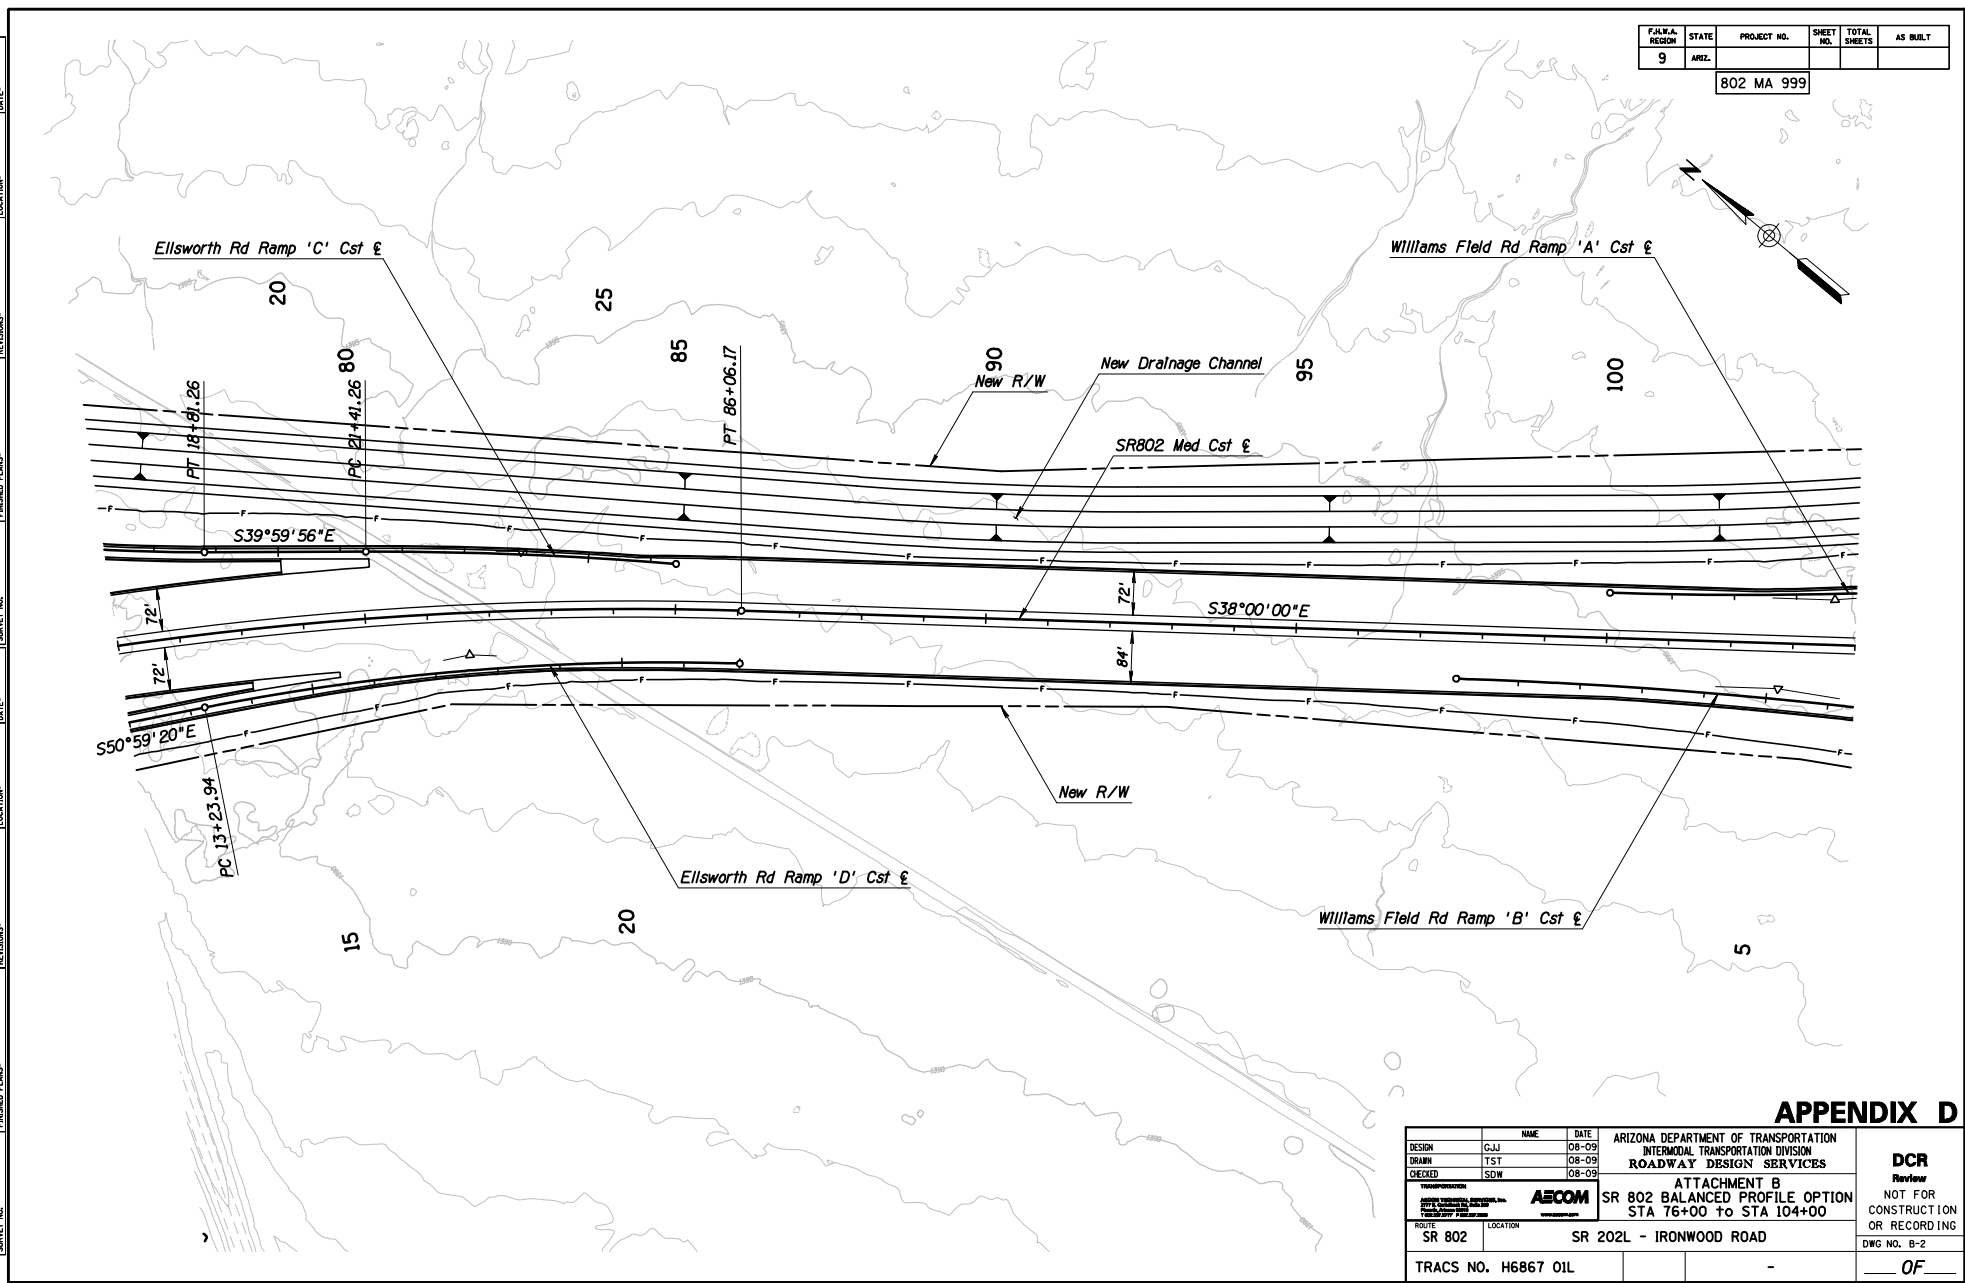 F.H.W.A. REGION STATE PROJECT NO. SHEET NO. TOTAL SHEETS AS BUILT
9 ARIZ.
802 MA 999
N
Ellsworth Rd Ramp 'C' Cst ℄
Williams Field Rd Ramp 'A' Cst ℄
20
25
80
85
90
95
100
PT 18+81.26
PC 21+41.26
PT 86+06.17
New R/W
New Drainage Channel
SR802 Med Cst ℄
S39°59'56"E
72'
72'
S38°00'00"E
72'
84'
S50°59'20"E
PC 13+23.94
New R/W
Ellsworth Rd Ramp 'D' Cst ℄
Williams Field Rd Ramp 'B' Cst ℄
15
20
5
1395
1395
1390
1390
1390
1390
APPENDIX D
NAME DATE
DESIGN GJJ 08-09
DRAWN TST 08-09
CHECKED SDW 08-09
ARIZONA DEPARTMENT OF TRANSPORTATION
INTERMODAL TRANSPORTATION DIVISION
ROADWAY DESIGN SERVICES
DCR
Review
NOT FOR
CONSTRUCTION
OR RECORDING
TRANSPORTATION
AECOM
ATTACHMENT B
SR 802 BALANCED PROFILE OPTION
STA 76+00 to STA 104+00
ROUTE
SR 802
LOCATION
SR 202L - IRONWOOD ROAD
DWG NO. B-2
TRACS NO. H6867 01L
-
OF